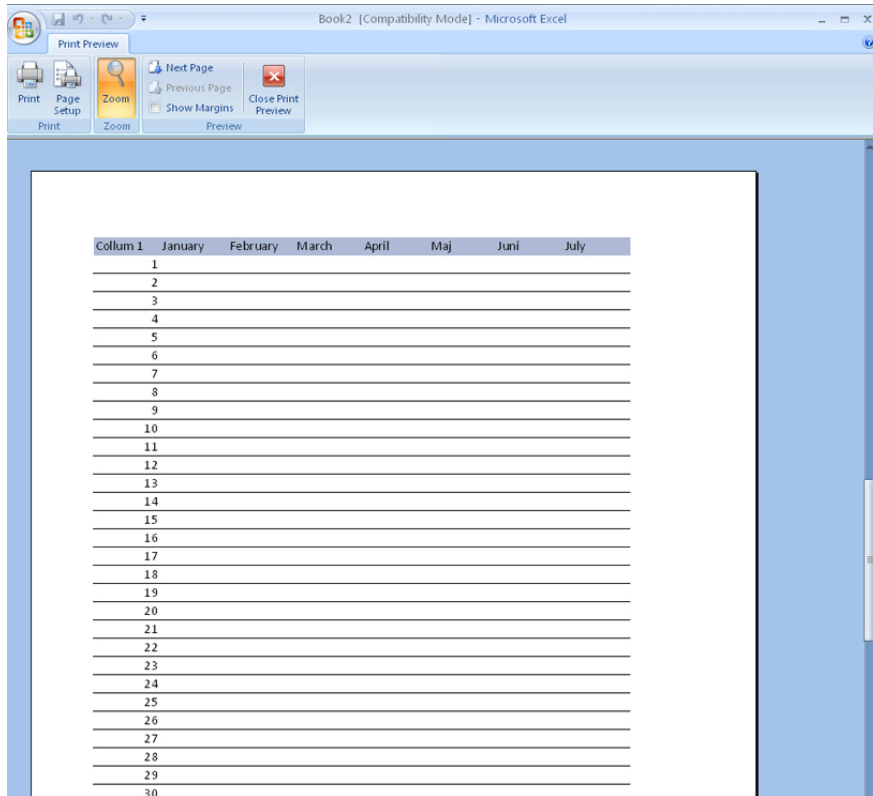 Book2 [Compatibility Mode] - Microsoft Excel
Print Preview
Print
Page Setup
Zoom
Next Page
Previous Page
Show Margins
Close Print Preview
Print
Zoom
Preview
Collum 1 January February March April Maj Juni July
1
2
3
4
5
6
7
8
9
10
11
12
13
14
15
16
17
18
19
20
21
22
23
24
25
26
27
28
29
30